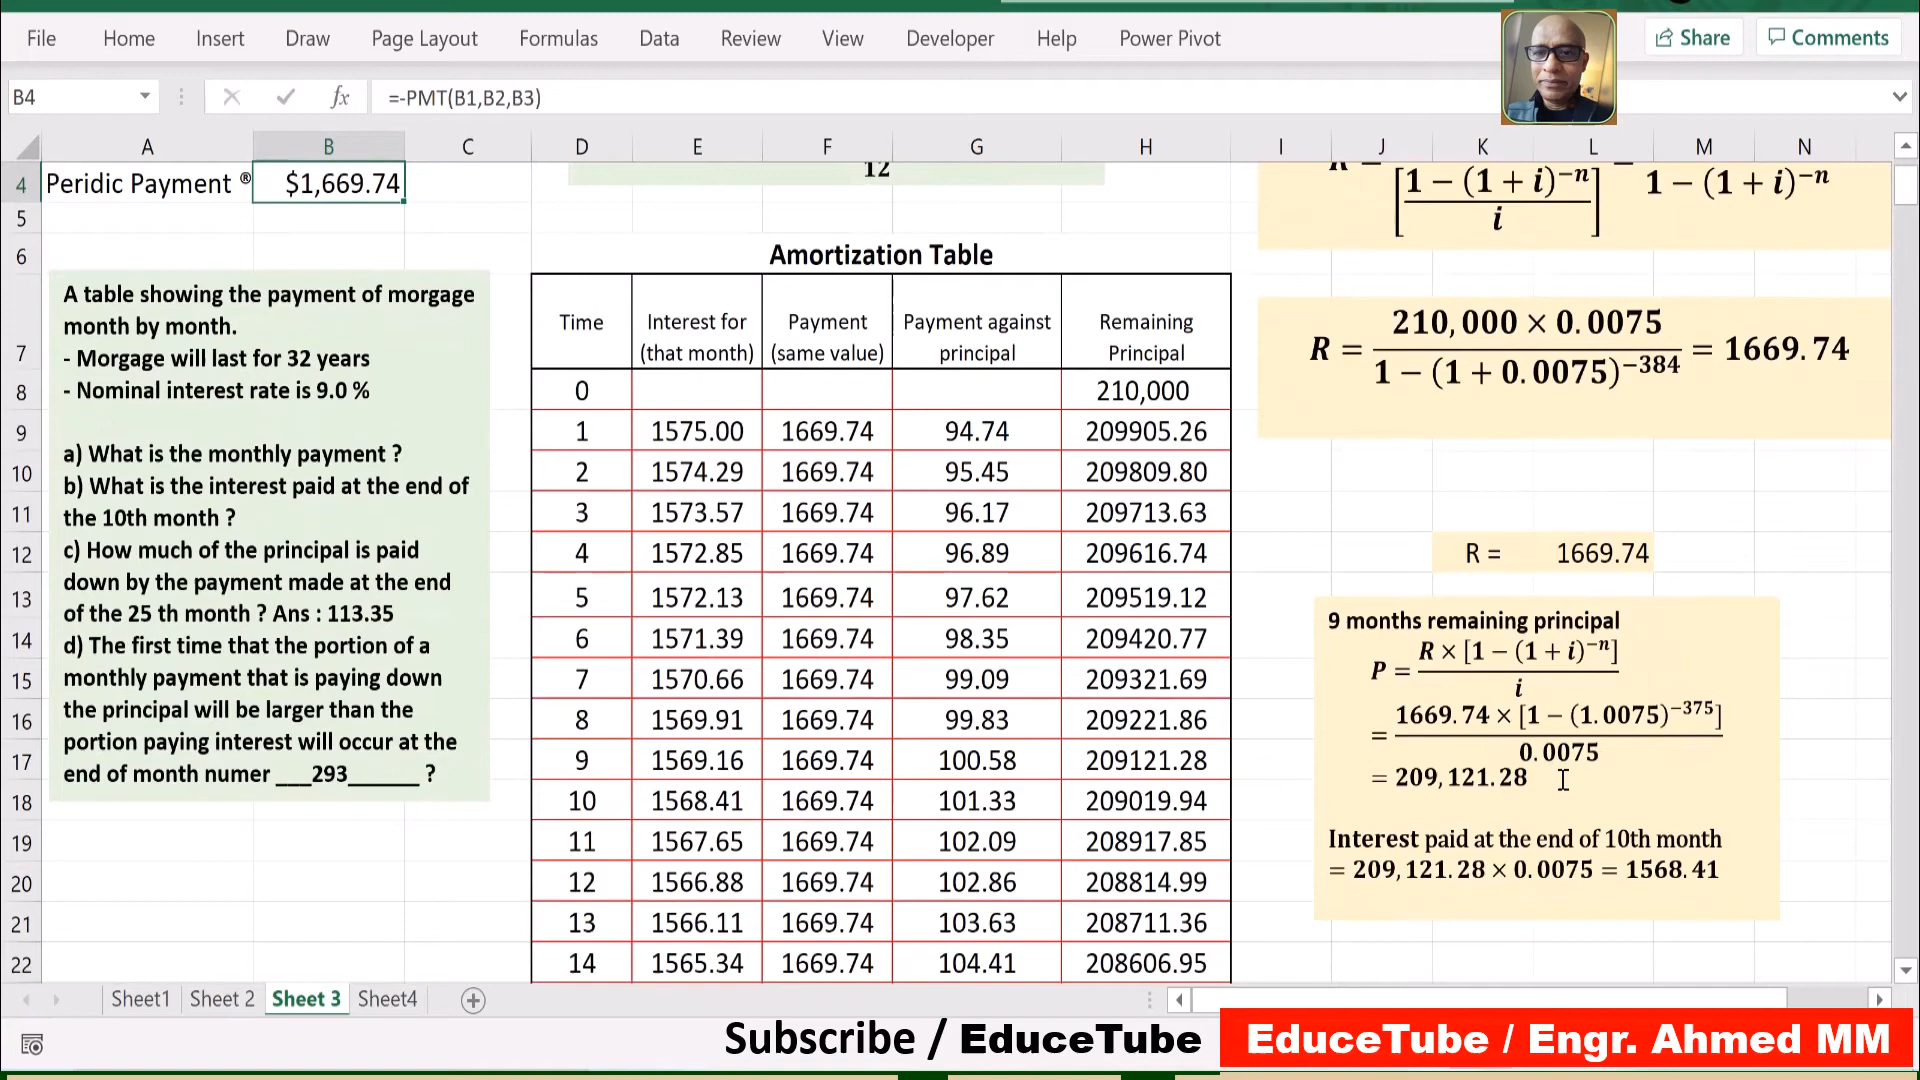 File Home Insert Draw Page Layout Formulas Data Review View Developer Help Power Pivot Share Comments
B4 fx =-PMT(B1,B2,B3)
A B C D E F G H I J K L M N
4 Peridic Payment ® $1,669.74
12
[1 − (1 + i)⁻ⁿ]
i
1 − (1 + i)⁻ⁿ
5
6
7
8
9
10
11
12
13
14
15
16
17
18
19
20
21
22
A table showing the payment of morgage
month by month.
- Morgage will last for 32 years
- Nominal interest rate is 9.0 %
a) What is the monthly payment ?
b) What is the interest paid at the end of
the 10th month ?
c) How much of the principal is paid
down by the payment made at the end
of the 25 th month ? Ans : 113.35
d) The first time that the portion of a
monthly payment that is paying down
the principal will be larger than the
portion paying interest will occur at the
end of month numer ___293______ ?
Amortization Table
Time Interest for Payment Payment against Remaining
(that month) (same value) principal Principal
0 210,000
1 1575.00 1669.74 94.74 209905.26
2 1574.29 1669.74 95.45 209809.80
3 1573.57 1669.74 96.17 209713.63
4 1572.85 1669.74 96.89 209616.74
5 1572.13 1669.74 97.62 209519.12
6 1571.39 1669.74 98.35 209420.77
7 1570.66 1669.74 99.09 209321.69
8 1569.91 1669.74 99.83 209221.86
9 1569.16 1669.74 100.58 209121.28
10 1568.41 1669.74 101.33 209019.94
11 1567.65 1669.74 102.09 208917.85
12 1566.88 1669.74 102.86 208814.99
13 1566.11 1669.74 103.63 208711.36
14 1565.34 1669.74 104.41 208606.95
210,000 × 0.0075
R = = 1669.74
1 − (1 + 0.0075)⁻³⁸⁴
R = 1669.74
9 months remaining principal
R × [1 − (1 + i)⁻ⁿ]
P =
i
1669.74 × [1 − (1.0075)⁻³⁷⁵]
=
0.0075
= 209,121.28
Interest paid at the end of 10th month
= 209,121.28 × 0.0075 = 1568.41
Sheet1 Sheet 2 Sheet 3 Sheet4
Subscribe / EduceTube EduceTube / Engr. Ahmed MM